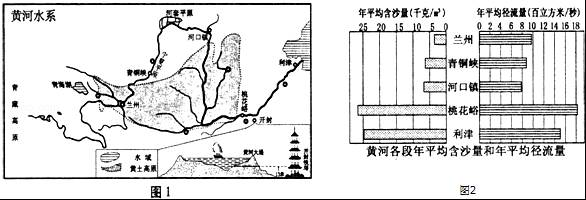 黄河水系
河套平原
河口镇
青铜峡
宁夏平原
利津
青海湖
兰州
桃花峪
开封
青藏高原
水域
黄土高原
黄河大堤
图1
年平均含沙量(千克/m³) 年平均径流量(百立方米/秒)
25 20 15 10 5 0 0 2 4 6 8 10 12 14 16 18
兰州
青铜峡
河口镇
桃花峪
利津
黄河各段年平均含沙量和年平均径流量
图2